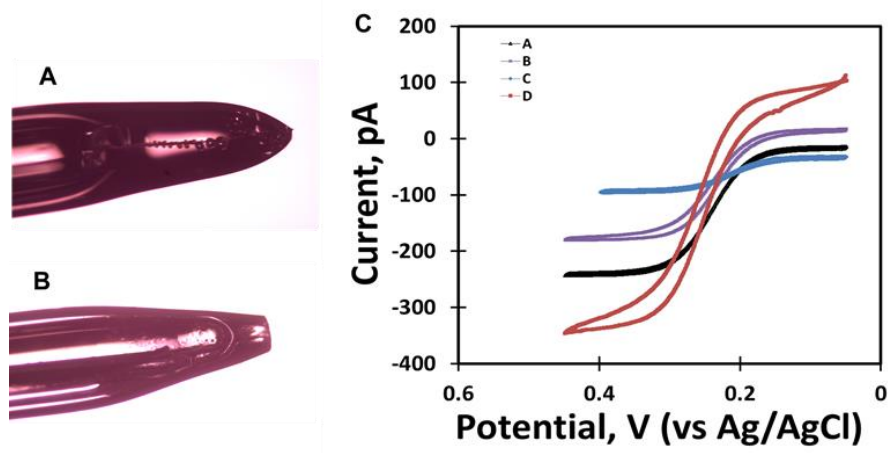 A
B
C
200
100
0
-100
-200
-300
-400
A
B
C
D
0.6
0.4
0.2
0
Current, pA
Potential, V (vs Ag/AgCl)